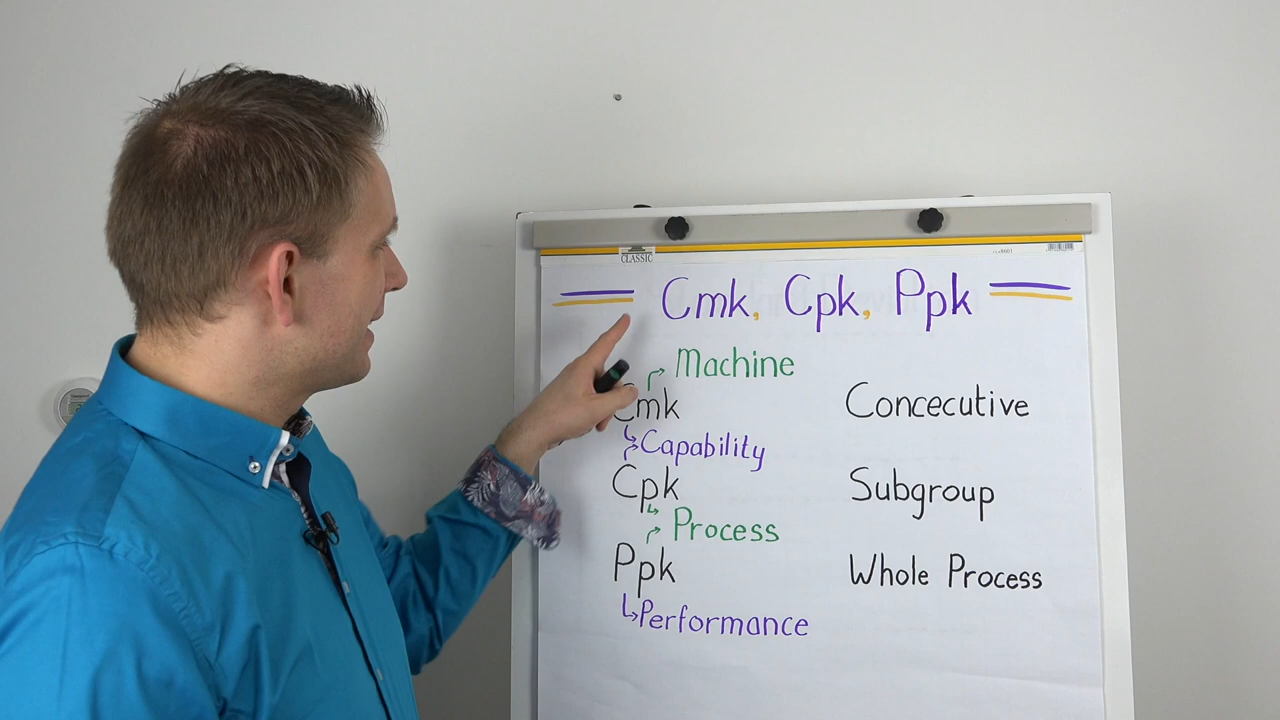 CLASSIC
Cmk, Cpk, Ppk
Machine
Cmk Concecutive
Capability
Cpk Subgroup
Process
Ppk Whole Process
Performance